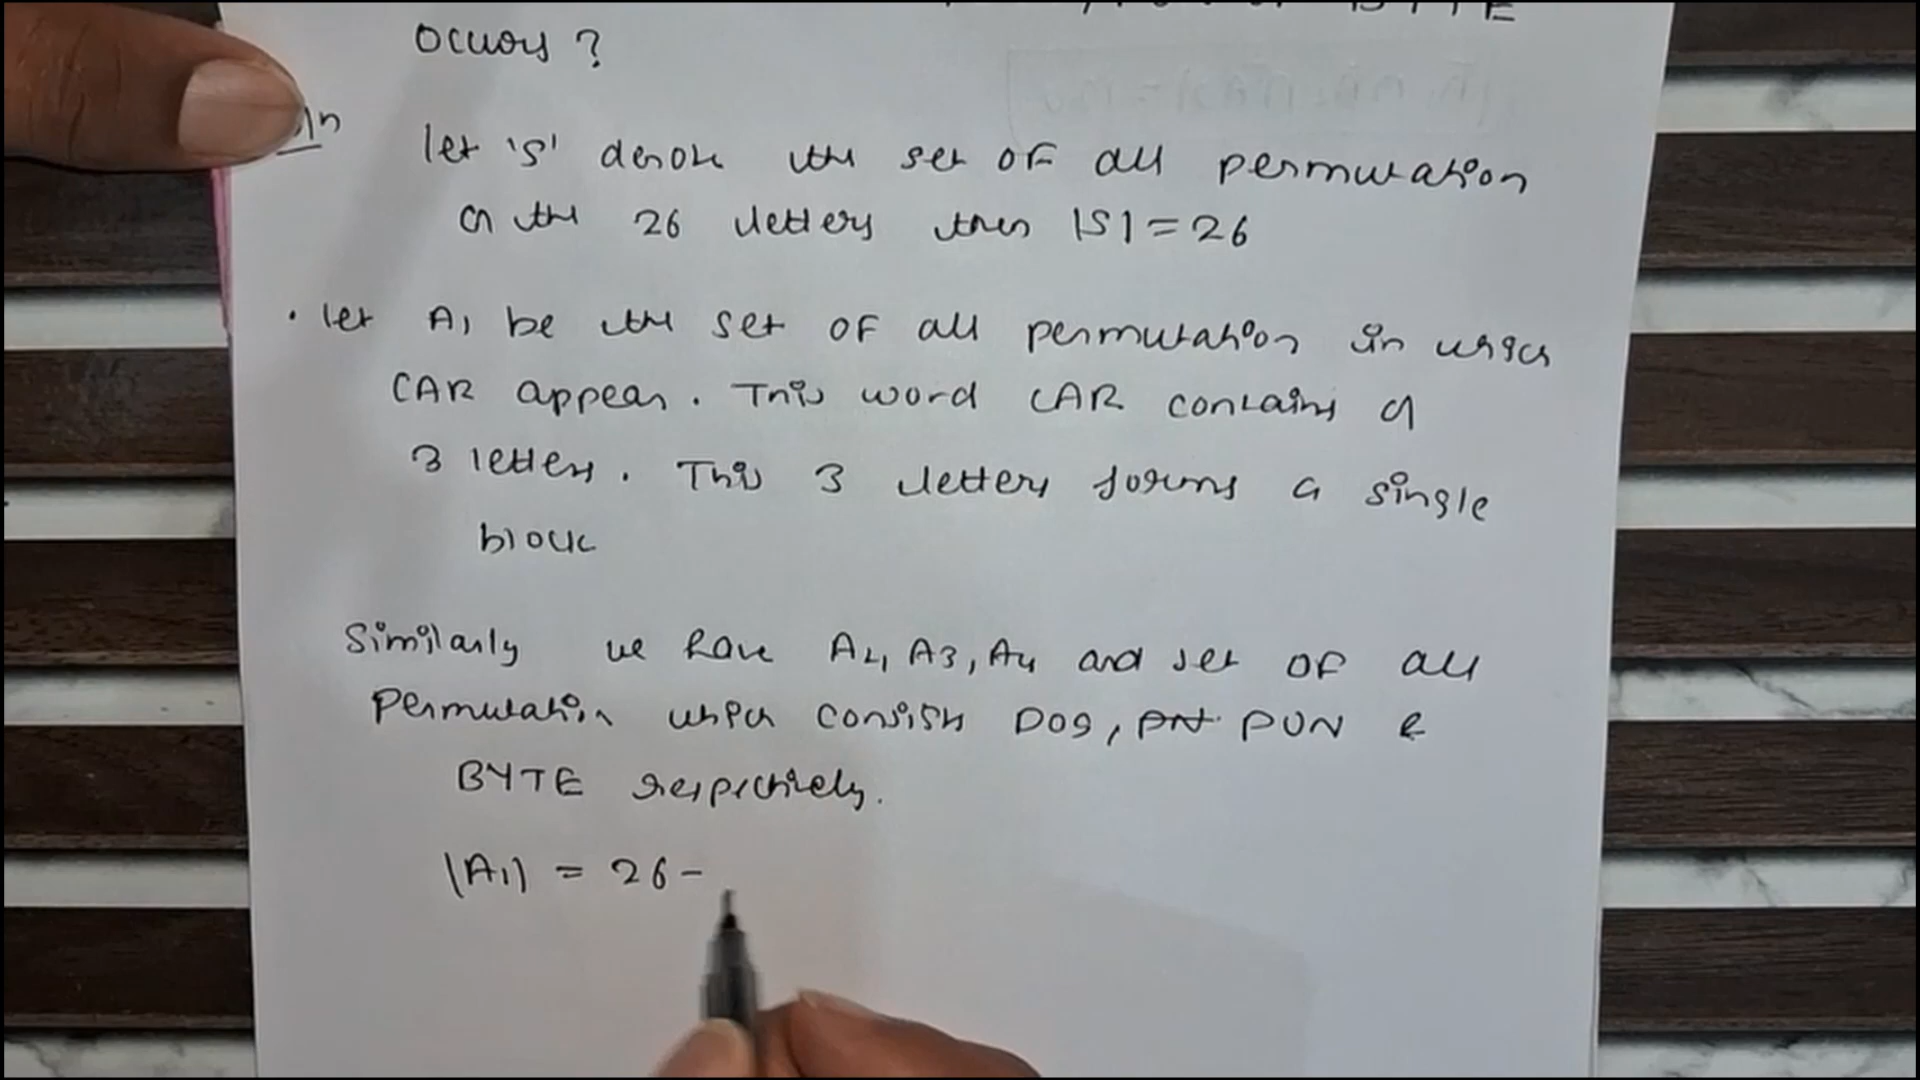 BYTE
occurs ?
let 's' denote the set of all permutation
of the 26 letters then |S| = 26
. let A1 be the set of all permutation in which
CAR appear. This word CAR contains of
3 letters. This 3 letters forms a single
block
Similarly we have A2, A3, A4 and set of all
permutation which consists DOG, PUN &
BYTE respectively.
|A1| = 26 -